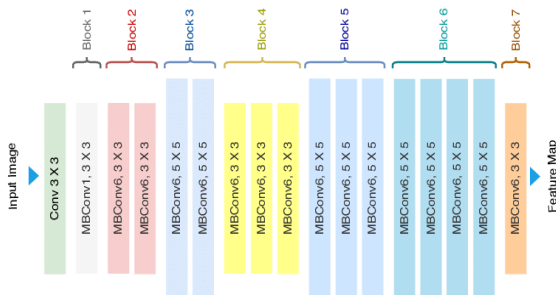 Block 1
Block 2
Block 3
Block 4
Block 5
Block 6
Block 7
Input Image
Conv 3 X 3
MBConv1, 3 X 3
MBConv6, 3 X 3
MBConv6, 3 X 3
MBConv6, 5 X 5
MBConv6, 5 X 5
MBConv6, 3 X 3
MBConv6, 3 X 3
MBConv6, 3 X 3
MBConv6, 5 X 5
MBConv6, 5 X 5
MBConv6, 5 X 5
MBConv6, 5 X 5
MBConv6, 5 X 5
MBConv6, 5 X 5
MBConv6, 5 X 5
MBConv6, 3 X 3
Feature Map